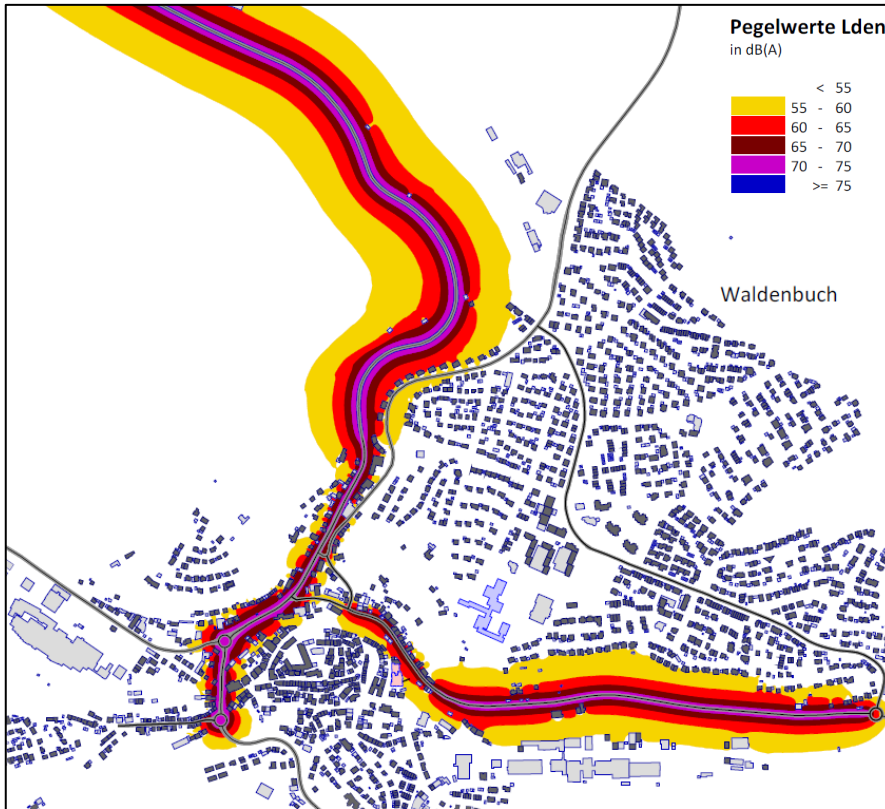 Pegelwerte Lden
in dB(A)
< 55
55 - 60
60 - 65
65 - 70
70 - 75
>= 75
Waldenbuch